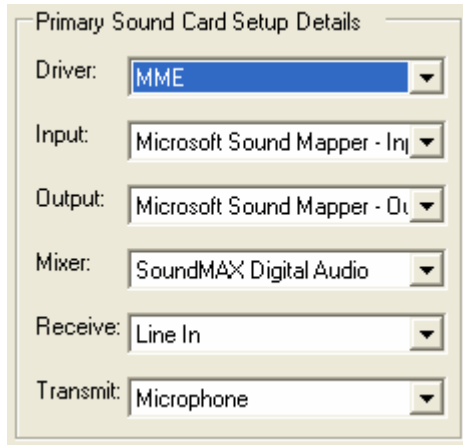 Primary Sound Card Setup Details
Driver: MME
Input: Microsoft Sound Mapper - Inp
Output: Microsoft Sound Mapper - Ou
Mixer: SoundMAX Digital Audio
Receive: Line In
Transmit: Microphone